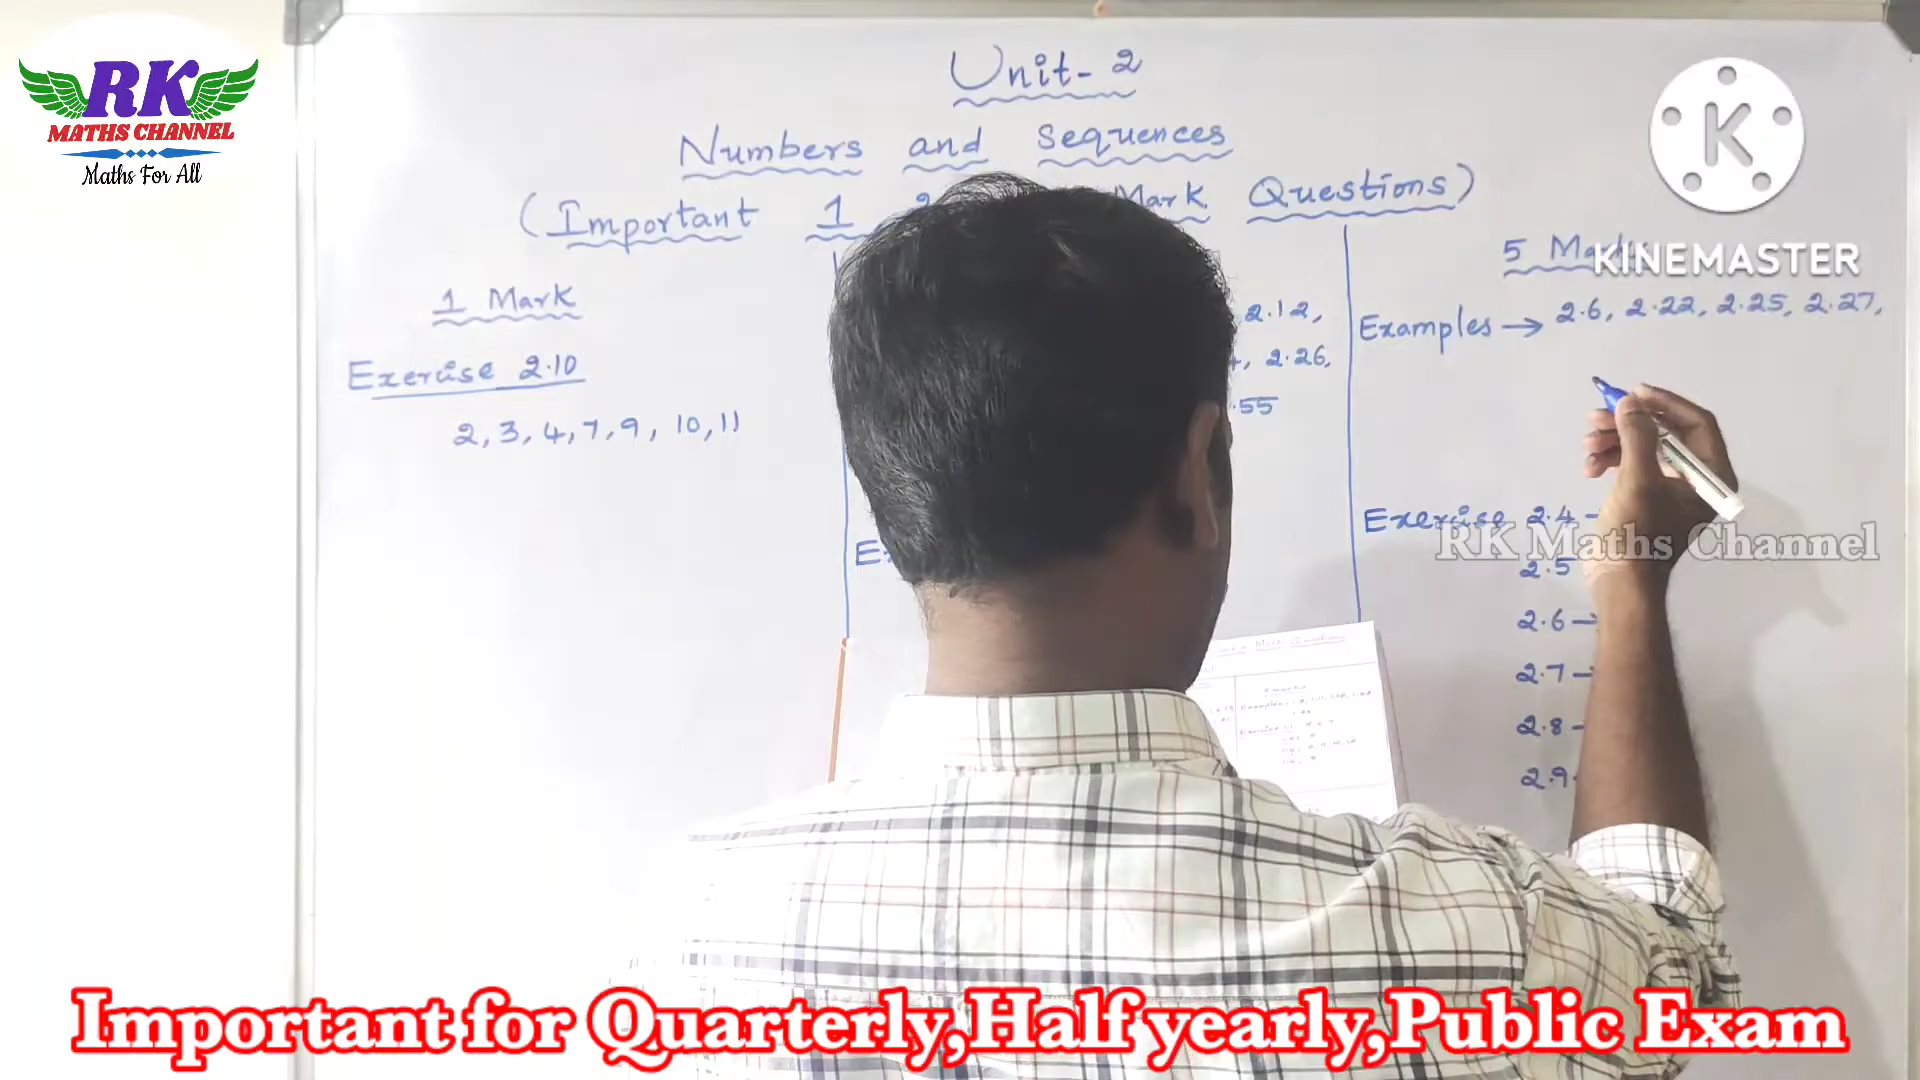 RK
MATHS CHANNEL
Maths For All
Unit- 2
Numbers and Sequences
(Important 1 Mark Questions)
1 Mark
Exercise 2.10
2, 3, 4, 7, 9, 10, 11
2.12,
2.26,
.55
5 Marks
Examples → 2.6, 2.22, 2.25, 2.27,
Exercise 2.4 -
2.5
2.6 -
2.7 -
2.8 -
2.9
K
KINEMASTER
RK Maths Channel
Important for Quarterly,Half yearly,Public Exam